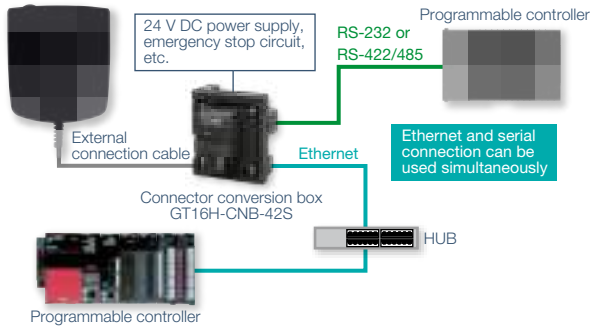 Programmable controller
24 V DC power supply,
emergency stop circuit,
etc.
RS-232 or
RS-422/485
External
connection cable
Ethernet
Ethernet and serial
connection can be
used simultaneously
Connector conversion box
GT16H-CNB-42S
HUB
Programmable controller